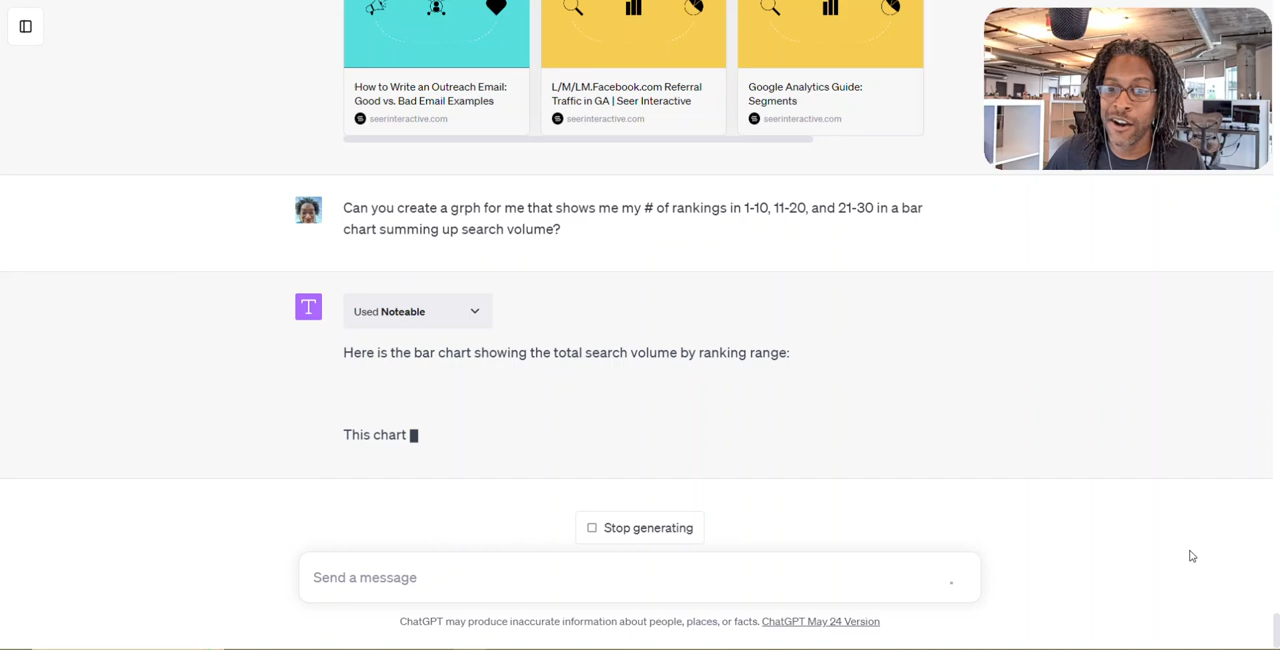 How to Write an Outreach Email:
Good vs. Bad Email Examples
seerinteractive.com
L/M/LM.Facebook.com Referral
Traffic in GA | Seer Interactive
seerinteractive.com
Google Analytics Guide:
Segments
seerinteractive.com
Can you create a grph for me that shows me my # of rankings in 1-10, 11-20, and 21-30 in a bar
chart summing up search volume?
T
Used Noteable
Here is the bar chart showing the total search volume by ranking range:
This chart
Stop generating
Send a message
ChatGPT may produce inaccurate information about people, places, or facts. ChatGPT May 24 Version